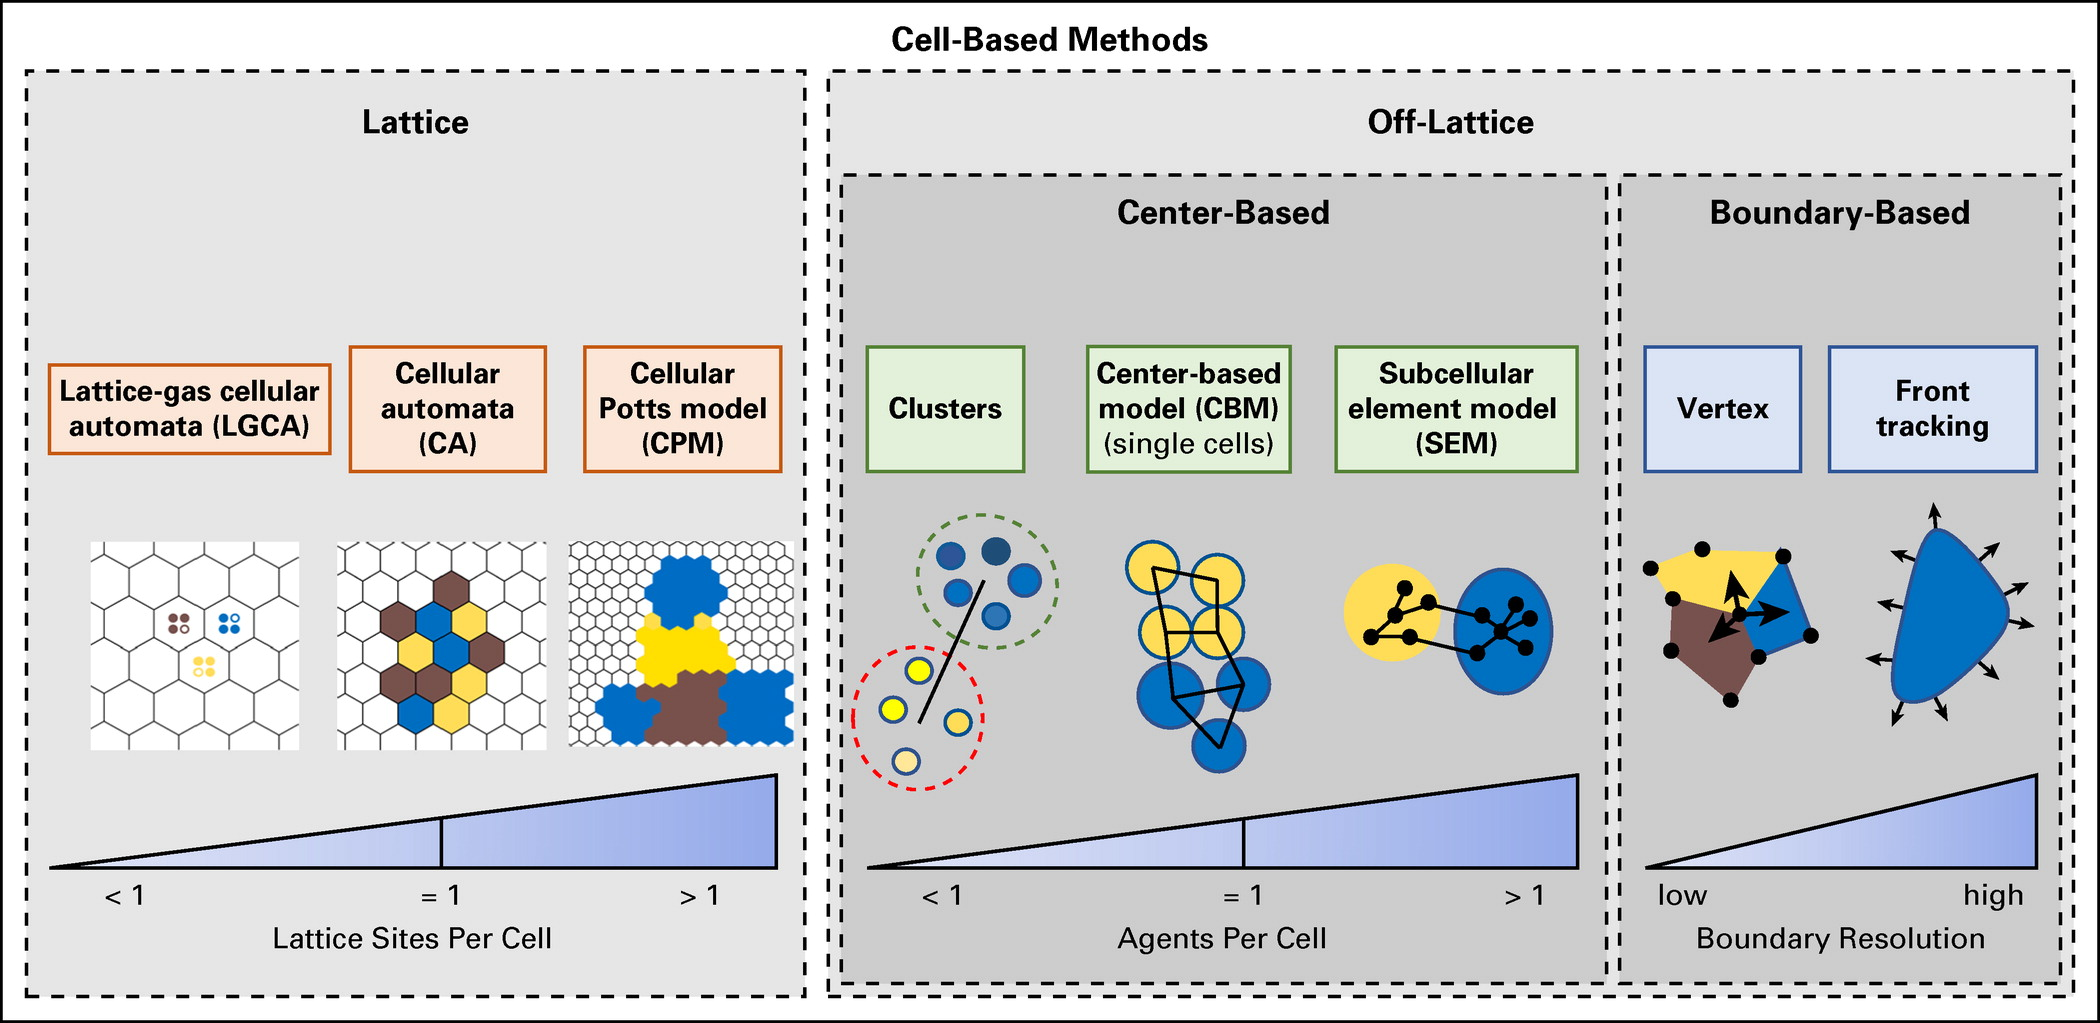 Cell-Based Methods
Lattice
Lattice-gas cellular
automata (LGCA)
Cellular
automata
(CA)
Cellular
Potts model
(CPM)
< 1
= 1
> 1
Lattice Sites Per Cell
Off-Lattice
Center-Based
Clusters
Center-based
model (CBM)
(single cells)
Subcellular
element model
(SEM)
< 1
= 1
> 1
Agents Per Cell
Boundary-Based
Vertex
Front
tracking
low
high
Boundary Resolution